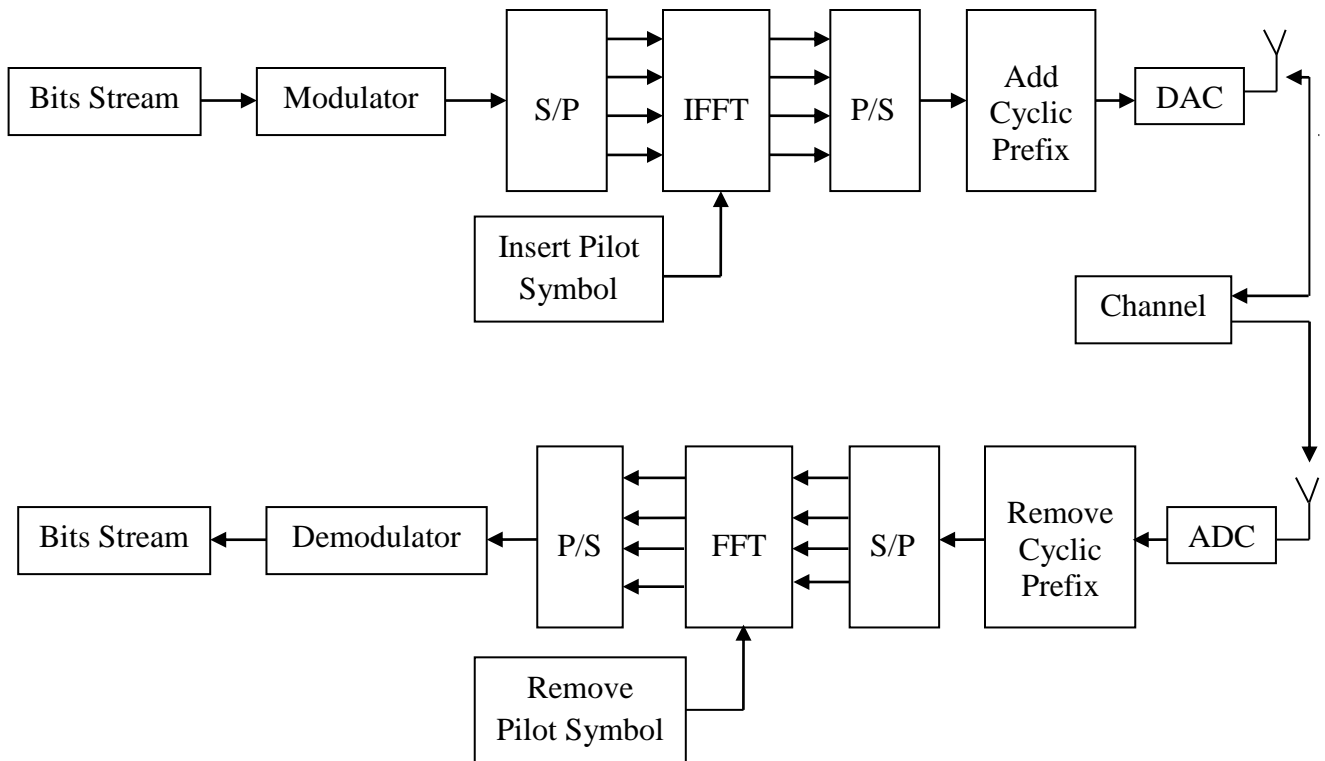 Bits Stream
Modulator
S/P
IFFT
P/S
Add
Cyclic
Prefix
DAC
Insert Pilot
Symbol
Channel
Bits Stream
Demodulator
P/S
FFT
S/P
Remove
Cyclic
Prefix
ADC
Remove
Pilot Symbol